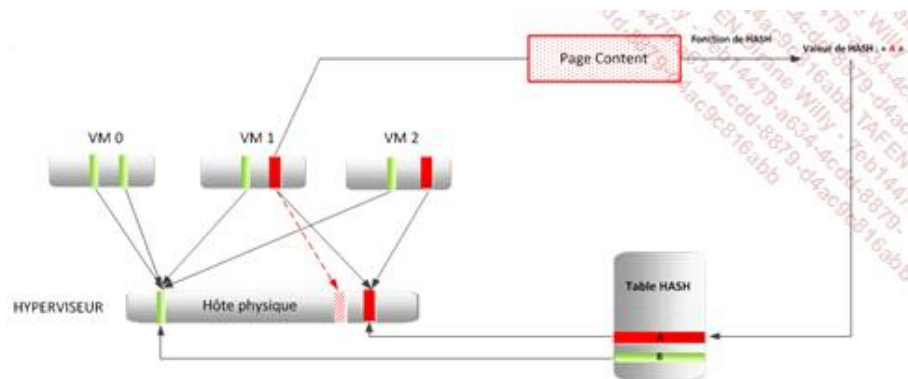 Fonction de HASH
Page Content
Valeur de HASH : « A »
VM 0
VM 1
VM 2
HYPERVISEUR
Hôte physique
Table HASH
A
B